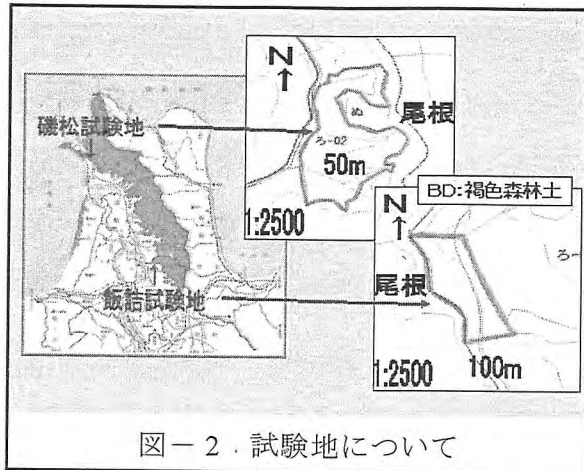 磯松試験地
飯詰試験地
N
↑
尾根
ぬ
ろ-02
50m
1:2500
BD:褐色森林土
N
↑
ろ-
尾根
1:2500
100m
図-2.試験地について